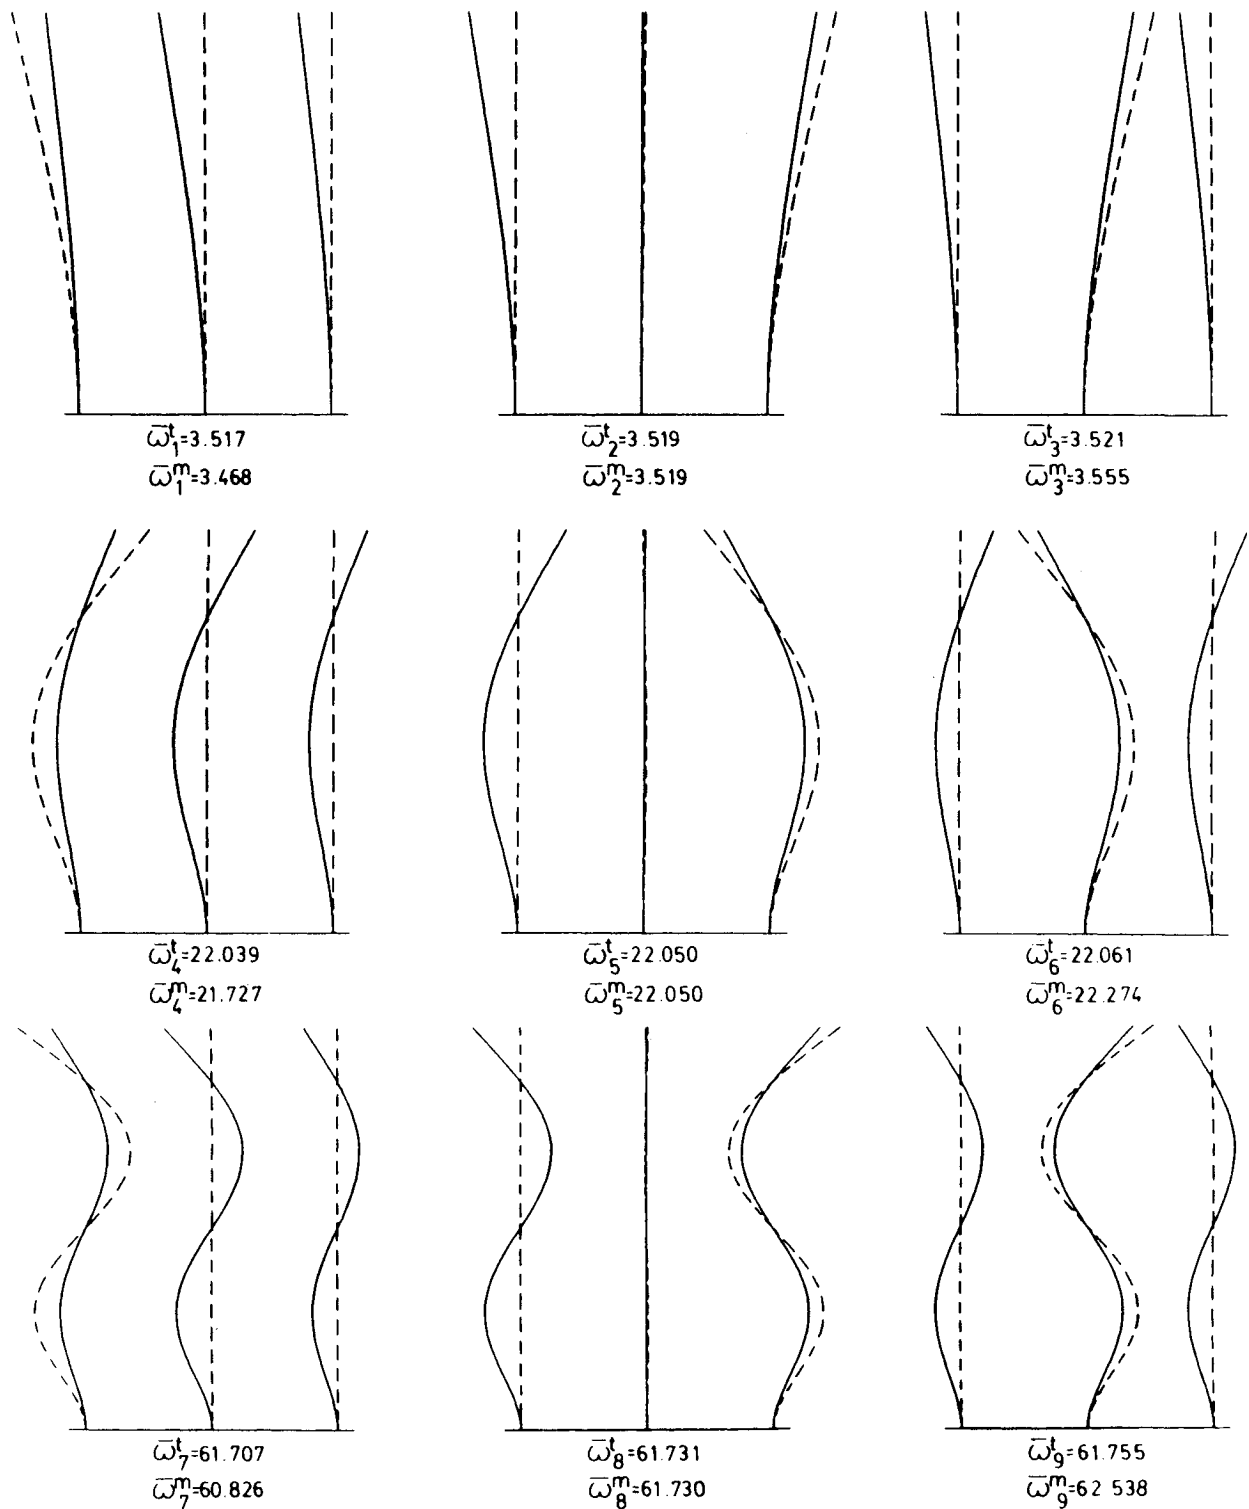 ω̄₁ᵗ=3.517
ω̄₁ᵐ=3.468
ω̄₂ᵗ=3.519
ω̄₂ᵐ=3.519
ω̄₃ᵗ=3.521
ω̄₃ᵐ=3.555
ω̄₄ᵗ=22.039
ω̄₄ᵐ=21.727
ω̄₅ᵗ=22.050
ω̄₅ᵐ=22.050
ω̄₆ᵗ=22.061
ω̄₆ᵐ=22.274
ω̄₇ᵗ=61.707
ω̄₇ᵐ=60.826
ω̄₈ᵗ=61.731
ω̄₈ᵐ=61.730
ω̄₉ᵗ=61.755
ω̄₉ᵐ=62 538